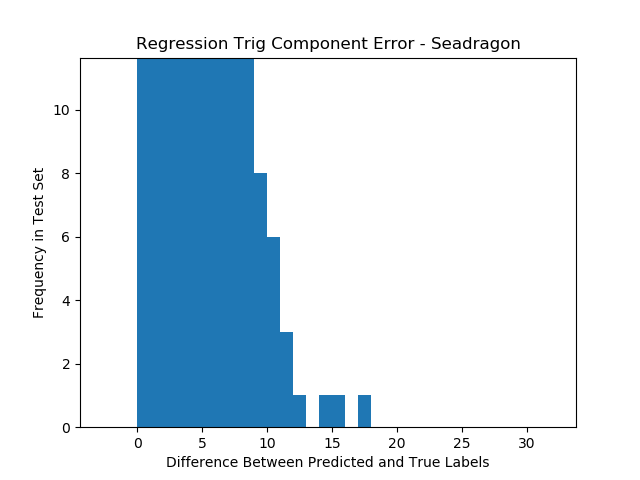 Regression Trig Component Error - Seadragon
Frequency in Test Set
10
8
6
4
2
0
0 5 10 15 20 25 30
Difference Between Predicted and True Labels